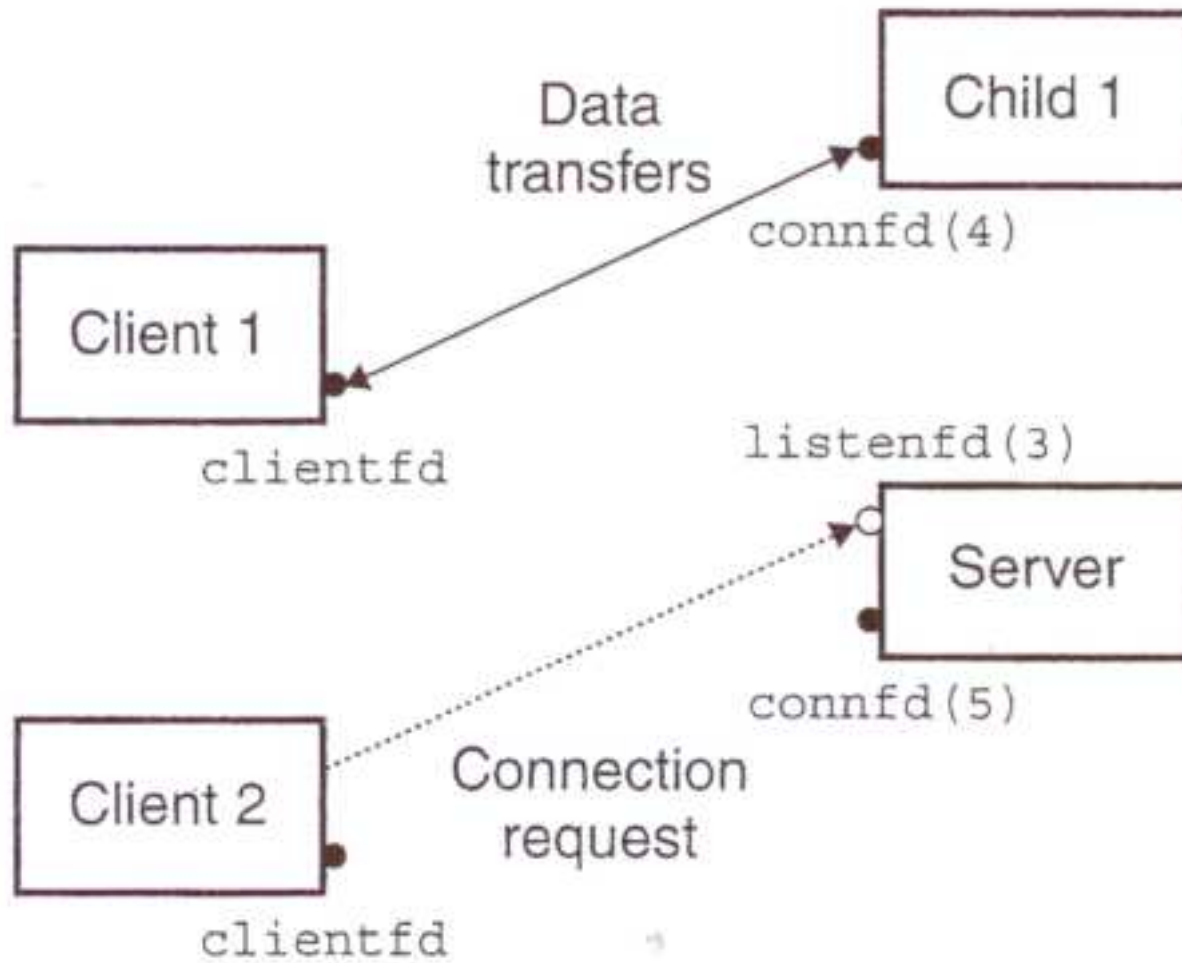 Data
transfers
Child 1
connfd(4)
Client 1
clientfd
listenfd(3)
Server
connfd(5)
Connection
request
Client 2
clientfd